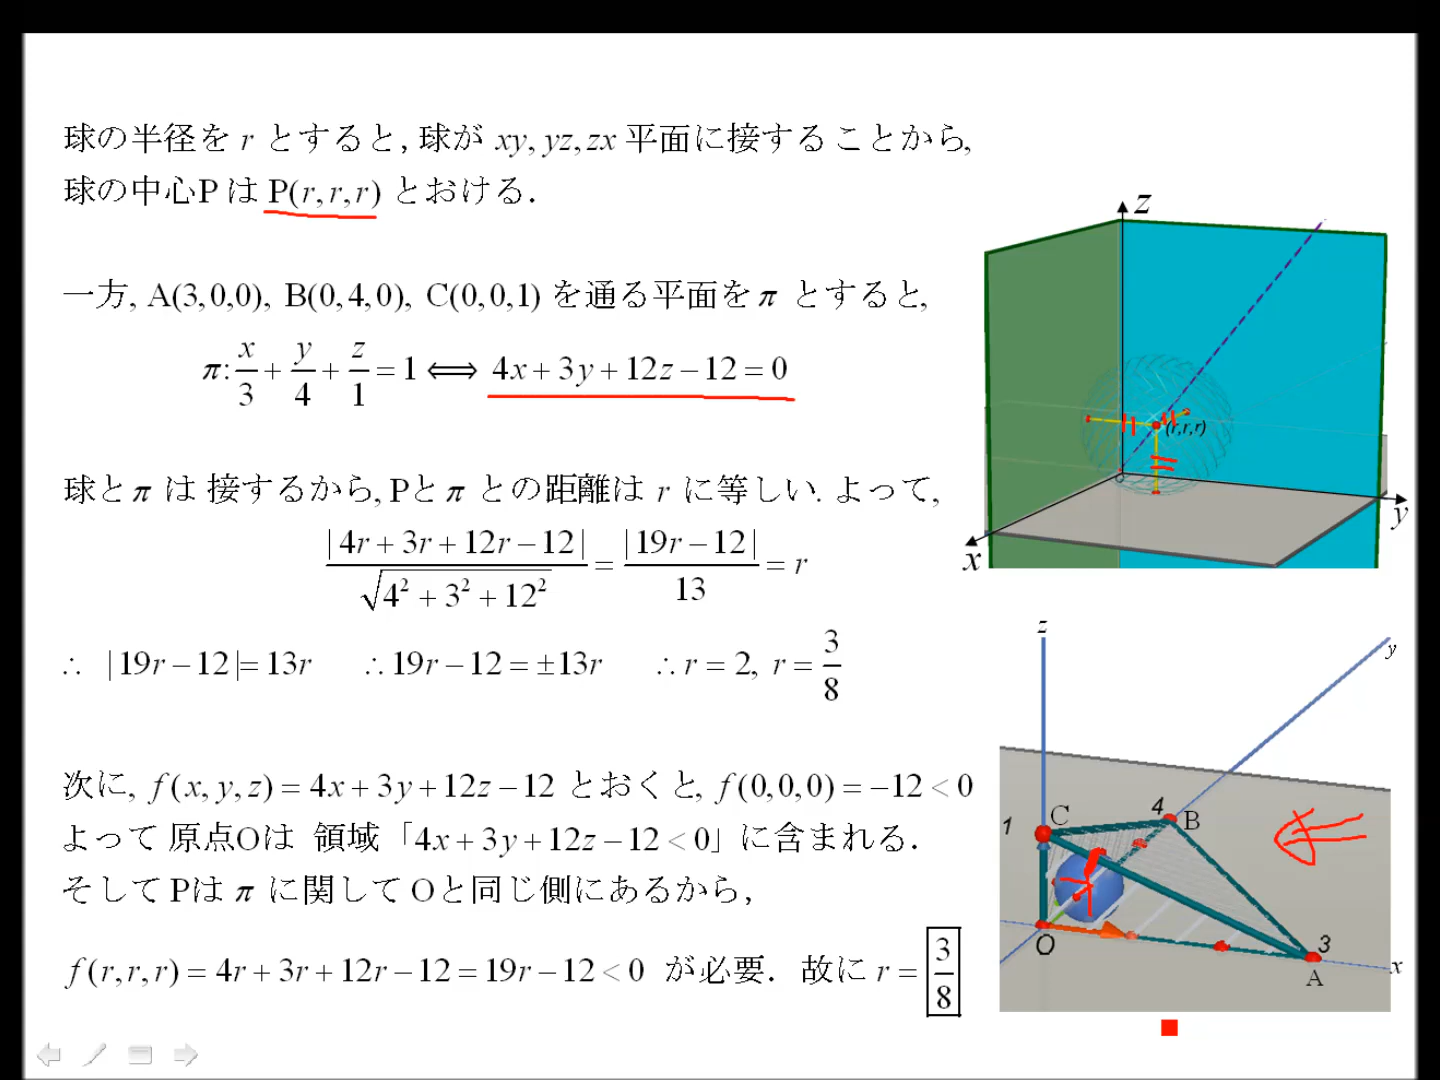 球の半径を r とすると, 球が xy, yz, zx 平面に接することから,
球の中心P は P(r, r, r) とおける.
一方, A(3,0,0), B(0,4,0), C(0,0,1) を通る平面を π とすると,
π: x/3 + y/4 + z/1 = 1 ⟺ 4x + 3y + 12z − 12 = 0
球と π は 接するから, Pと π との距離は r に等しい. よって,
|4r + 3r + 12r − 12| / √(4² + 3² + 12²) = |19r − 12| / 13 = r
∴ |19r − 12| = 13r ∴ 19r − 12 = ±13r ∴ r = 2, r = 3/8
次に, f(x, y, z) = 4x + 3y + 12z − 12 とおくと, f(0,0,0) = −12 < 0
よって 原点Oは 領域「4x + 3y + 12z − 12 < 0」に含まれる.
そして Pは π に関して Oと同じ側にあるから,
f(r, r, r) = 4r + 3r + 12r − 12 = 19r − 12 < 0 が必要. 故に r = 3/8
z
(r,r,r)
O
y
x
z
y
4
B
1
C
O
3
A
x